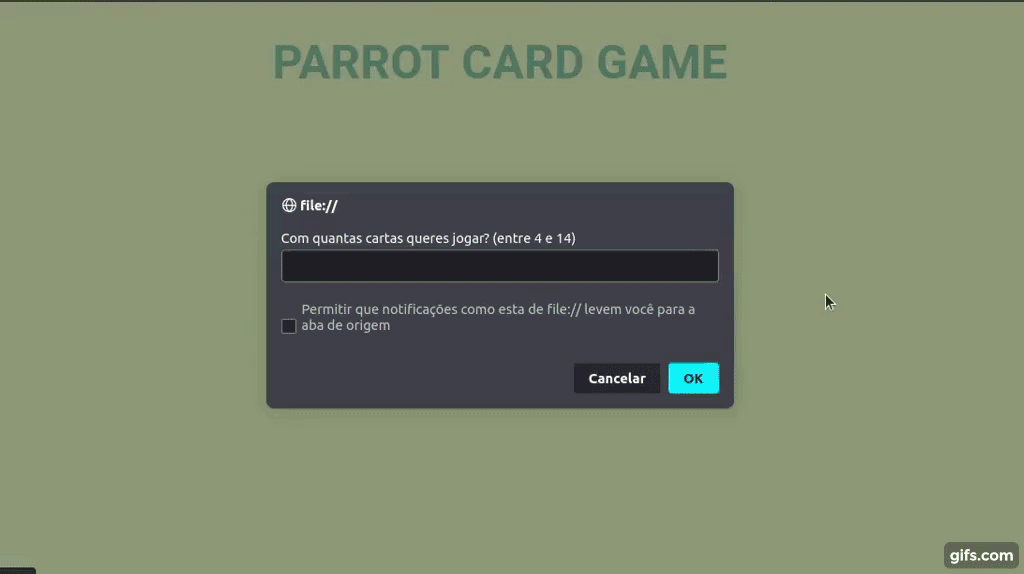 PARROT CARD GAME
file://
Com quantas cartas queres jogar? (entre 4 e 14)
Permitir que notificações como esta de file:// levem você para a
aba de origem
Cancelar OK
gifs.com